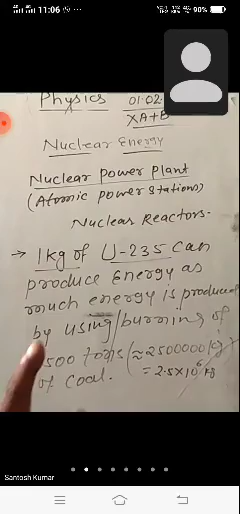 11:06
90%
Physics 01.02.
XA+B
Nuclear Energy
Nuclear Power Plant
(Atomic Power Stations)
Nuclear Reactors.
→ 1kg of U-235 can
produce Energy as
much energy is produced
by using/burning of
500 tons (≈2500000 kg)
of coal. = 2.5×10⁶ kg
Santosh Kumar